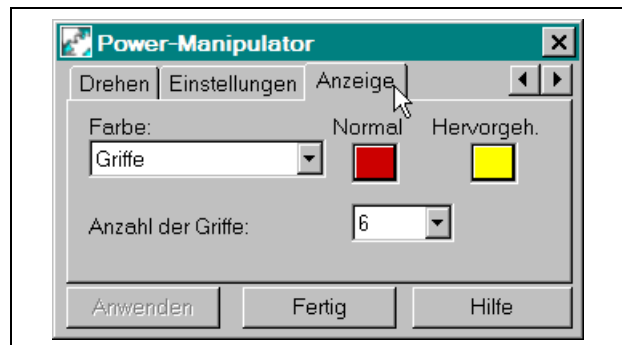 Power-Manipulator
Drehen Einstellungen Anzeige
Farbe: Normal Hervorgeh.
Griffe
Anzahl der Griffe: 6
Anwenden Fertig Hilfe